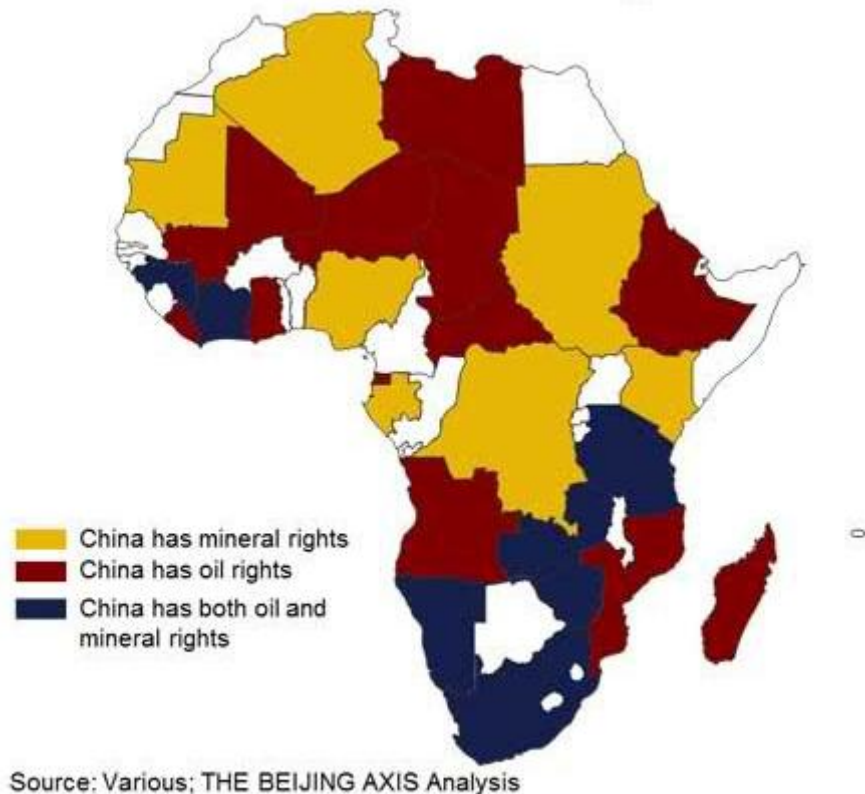 China has mineral rights
China has oil rights
China has both oil and
mineral rights
0
Source: Various; THE BEIJING AXIS Analysis